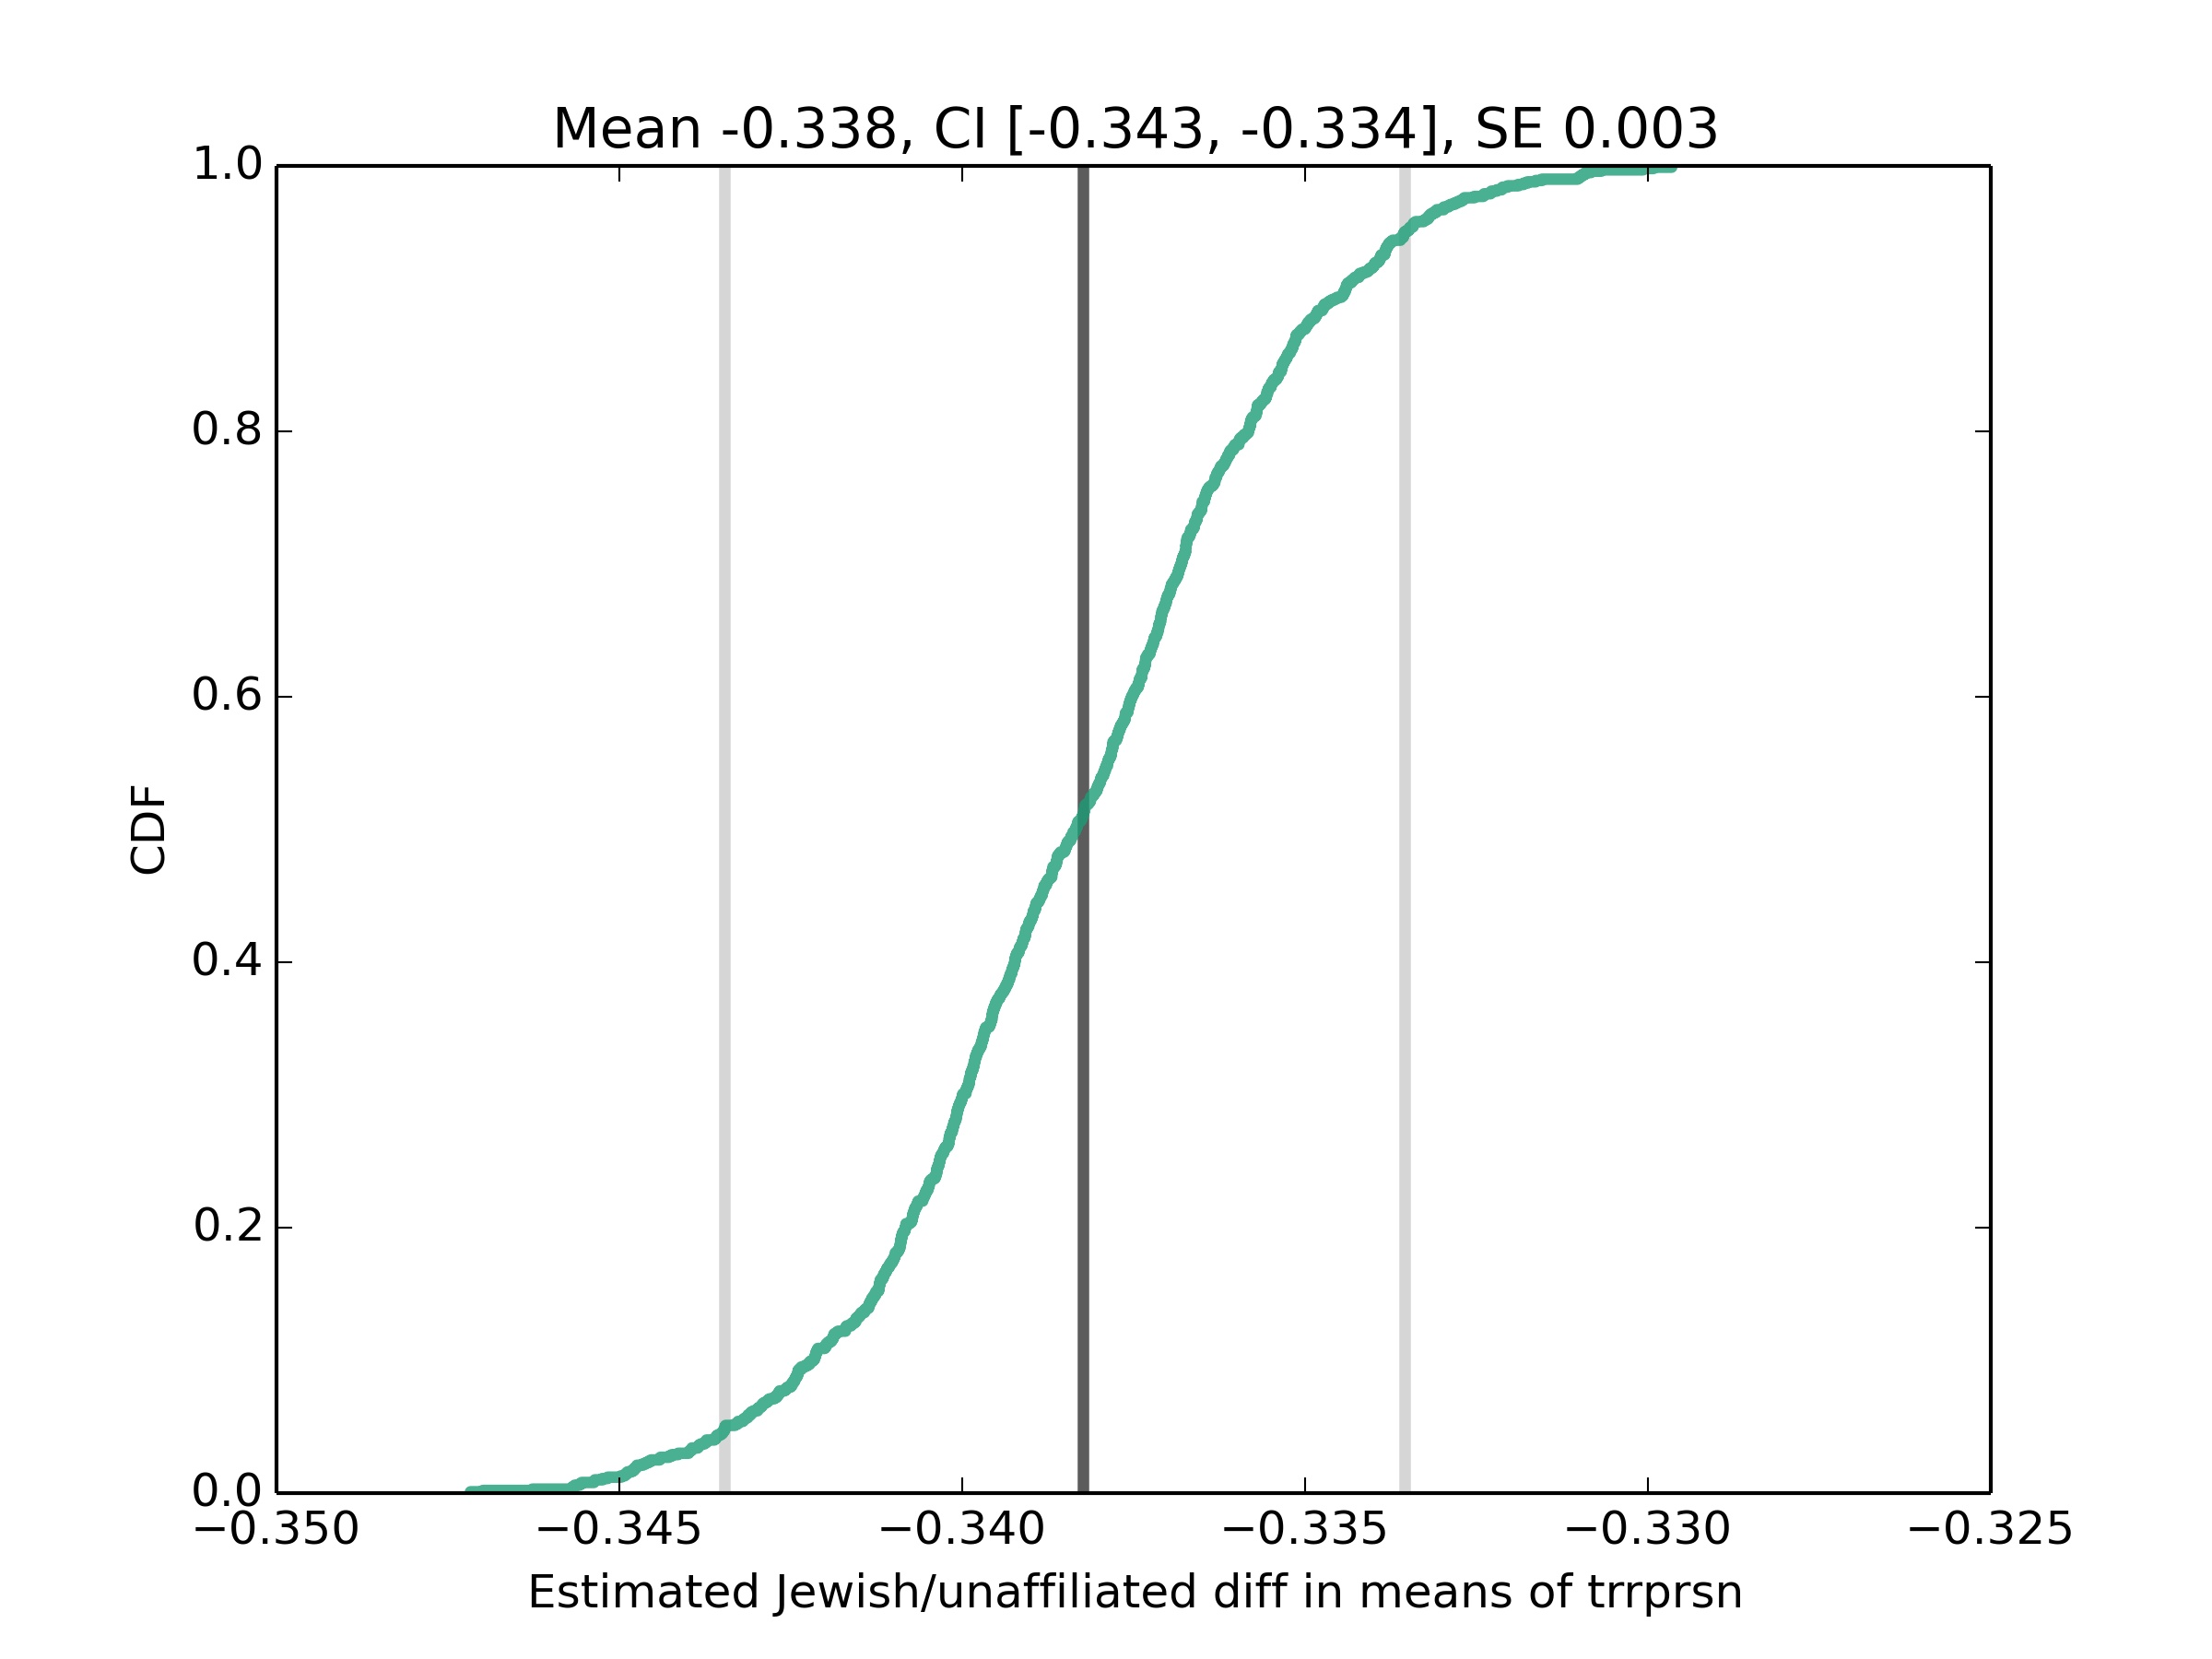 Mean -0.338, CI [-0.343, -0.334], SE 0.003
1.0
0.8
0.6
0.4
0.2
0.0
CDF
−0.350 −0.345 −0.340 −0.335 −0.330 −0.325
Estimated Jewish/unaffiliated diff in means of trrprsn